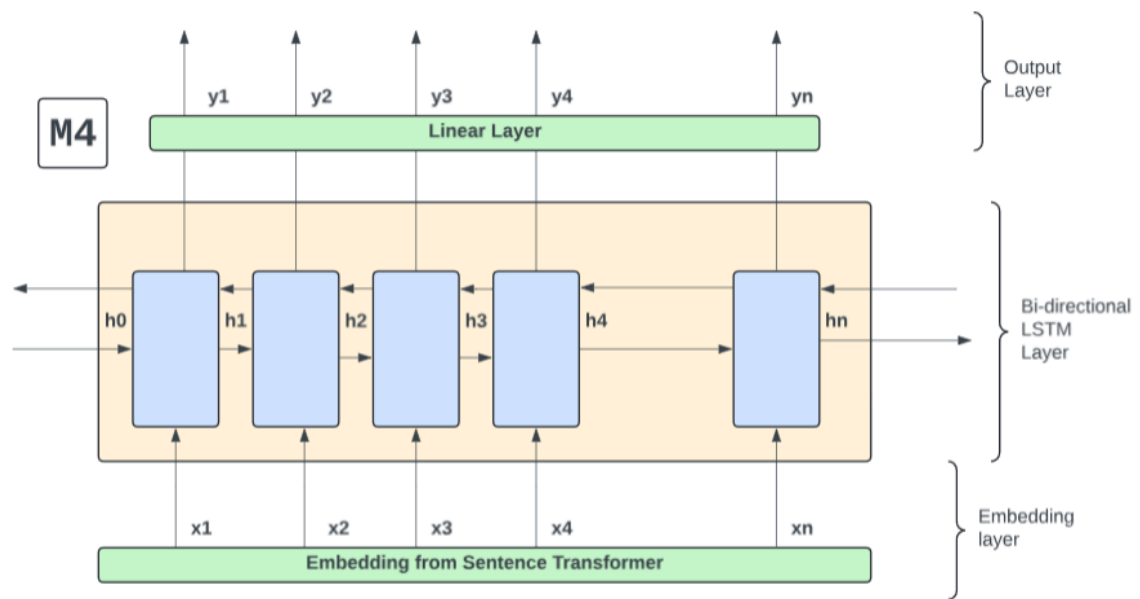 Output
Layer
y1
y2
y3
y4
yn
M4
Linear Layer
h0
h1
h2
h3
h4
hn
Bi-directional
LSTM
Layer
x1
x2
x3
x4
xn
Embedding
layer
Embedding from Sentence Transformer